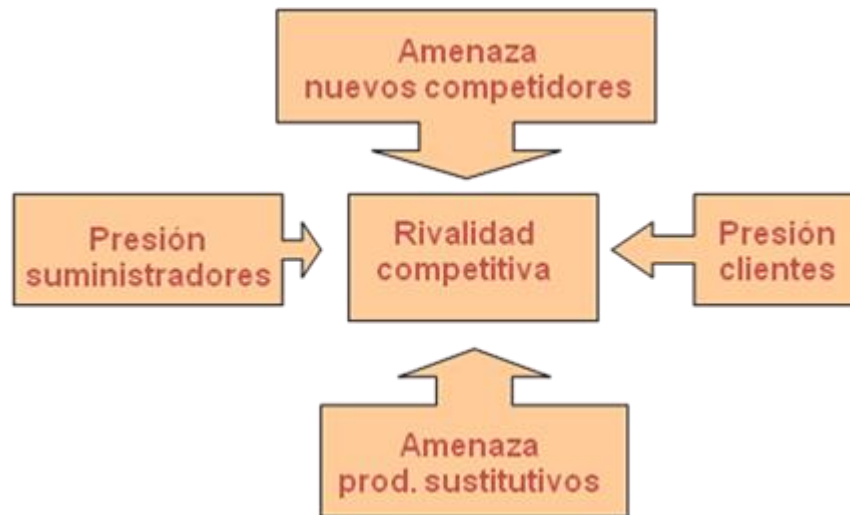 Amenaza
nuevos competidores
Presión
suministradores
Rivalidad
competitiva
Presión
clientes
Amenaza
prod. sustitutivos